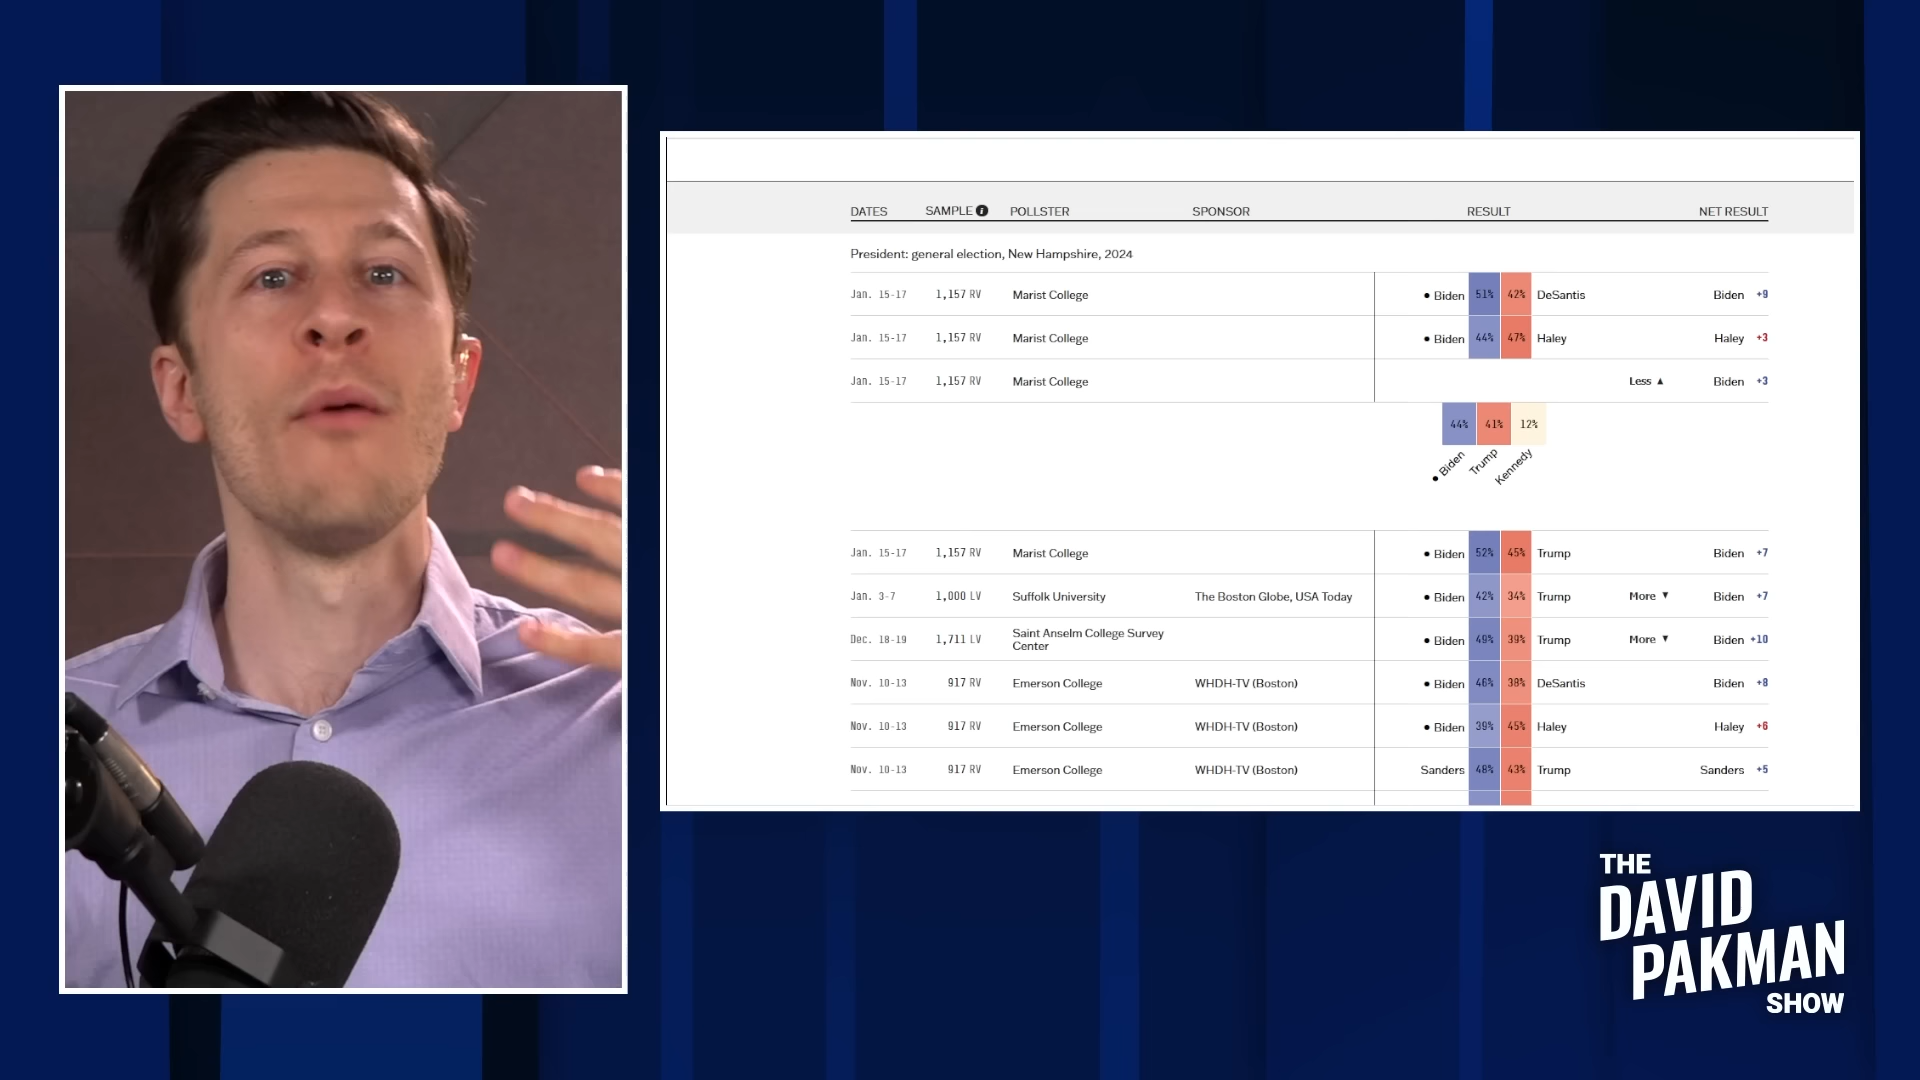 DATES SAMPLE i POLLSTER SPONSOR RESULT NET RESULT
President: general election, New Hampshire, 2024
Jan. 15-17 1,157 RV Marist College • Biden 51% 42% DeSantis Biden +9
Jan. 15-17 1,157 RV Marist College • Biden 44% 47% Haley Haley +3
Jan. 15-17 1,157 RV Marist College Less ▲ Biden +3
44% 41% 12%
• Biden Trump Kennedy
Jan. 15-17 1,157 RV Marist College • Biden 52% 45% Trump Biden +7
Jan. 3-7 1,000 LV Suffolk University The Boston Globe, USA Today • Biden 42% 34% Trump More ▼ Biden +7
Dec. 18-19 1,711 LV Saint Anselm College Survey • Biden 49% 39% Trump More ▼ Biden +10
Center
Nov. 10-13 917 RV Emerson College WHDH-TV (Boston) • Biden 46% 38% DeSantis Biden +8
Nov. 10-13 917 RV Emerson College WHDH-TV (Boston) • Biden 39% 45% Haley Haley +6
Nov. 10-13 917 RV Emerson College WHDH-TV (Boston) Sanders 48% 43% Trump Sanders +5
THE
DAVID
PAKMAN
SHOW